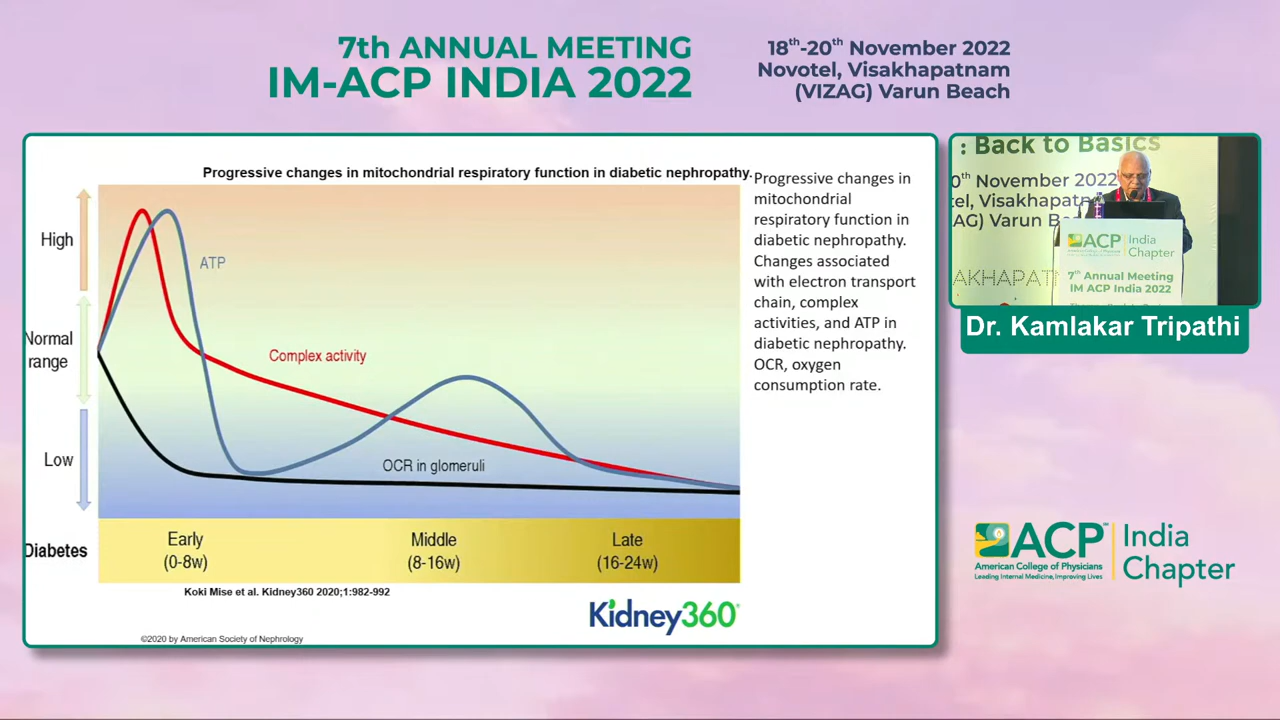 7th ANNUAL MEETING
IM-ACP INDIA 2022
18th-20th November 2022
Novotel, Visakhapatnam
(VIZAG) Varun Beach
Progressive changes in mitochondrial respiratory function in diabetic nephropathy.
High
Normal
range
Low
ATP
Complex activity
OCR in glomeruli
Diabetes
Early
(0-8w)
Middle
(8-16w)
Late
(16-24w)
Koki Mise et al. Kidney360 2020;1:982-992
Kidney360
©2020 by American Society of Nephrology
Progressive changes in
mitochondrial
respiratory function in
diabetic nephropathy.
Changes associated
with electron transport
chain, complex
activities, and ATP in
diabetic nephropathy.
OCR, oxygen
consumption rate.
: Back to Basics
0th November 2022
tel, Visakhapatn
AG) Varun B
AKHAPATN
ACP India
Chapter
7th Annual Meeting
IM ACP India 2022
Dr. Kamlakar Tripathi
ACP India
Chapter
American College of Physicians
Leading Internal Medicine, Improving Lives